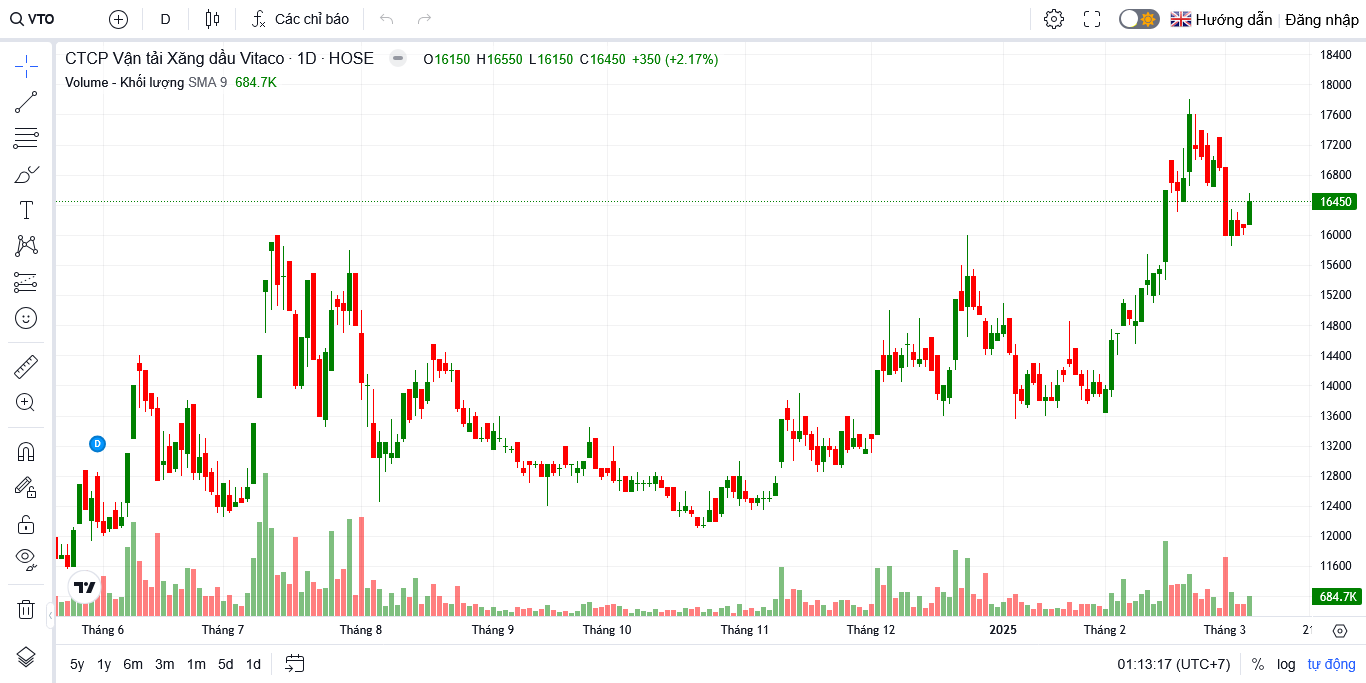 VTO D Các chỉ báo Hướng dẫn Đăng nhập
CTCP Vận tải Xăng dầu Vitaco · 1D · HOSE O16150 H16550 L16150 C16450 +350 (+2.17%)
Volume - Khối lượng SMA 9 684.7K
18400
18000
17600
17200
16800
16450
16000
15600
15200
14800
14400
14000
13600
13200
12800
12400
12000
11600
684.7K
D
Tháng 6 Tháng 7 Tháng 8 Tháng 9 Tháng 10 Tháng 11 Tháng 12 2025 Tháng 2 Tháng 3 21
5y 1y 6m 3m 1m 5d 1d 01:13:17 (UTC+7) % log tự động